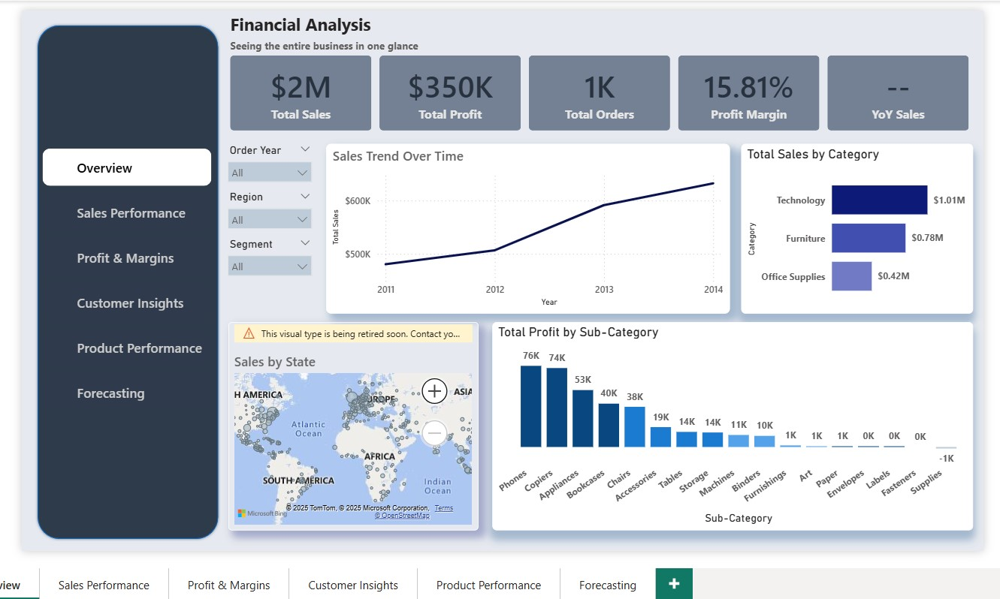 Financial Analysis
Seeing the entire business in one glance
$2M
Total Sales
$350K
Total Profit
1K
Total Orders
15.81%
Profit Margin
--
YoY Sales
Overview
Sales Performance
Profit & Margins
Customer Insights
Product Performance
Forecasting
Order Year
All
Region
All
Segment
All
Sales Trend Over Time
Total Sales
$600K
$500K
2011 2012 2013 2014
Year
Total Sales by Category
Category
Technology $1.01M
Furniture $0.78M
Office Supplies $0.42M
This visual type is being retired soon. Contact yo...
Sales by State
H AMERICA
EUROPE
ASIA
Atlantic
Ocean
AFRICA
SOUTH AMERICA
Indian
Ocean
Microsoft Bing
© 2025 TomTom, © 2025 Microsoft Corporation, Terms
© OpenStreetMap
Total Profit by Sub-Category
76K 74K 53K 40K 38K 19K 14K 14K 11K 10K 1K 1K 1K 0K 0K 0K -1K
Phones Copiers Appliances Bookcases Chairs Accessories Tables Storage Machines Binders Furnishings Art Paper Envelopes Labels Fasteners Supplies
Sub-Category
view
Sales Performance
Profit & Margins
Customer Insights
Product Performance
Forecasting
+